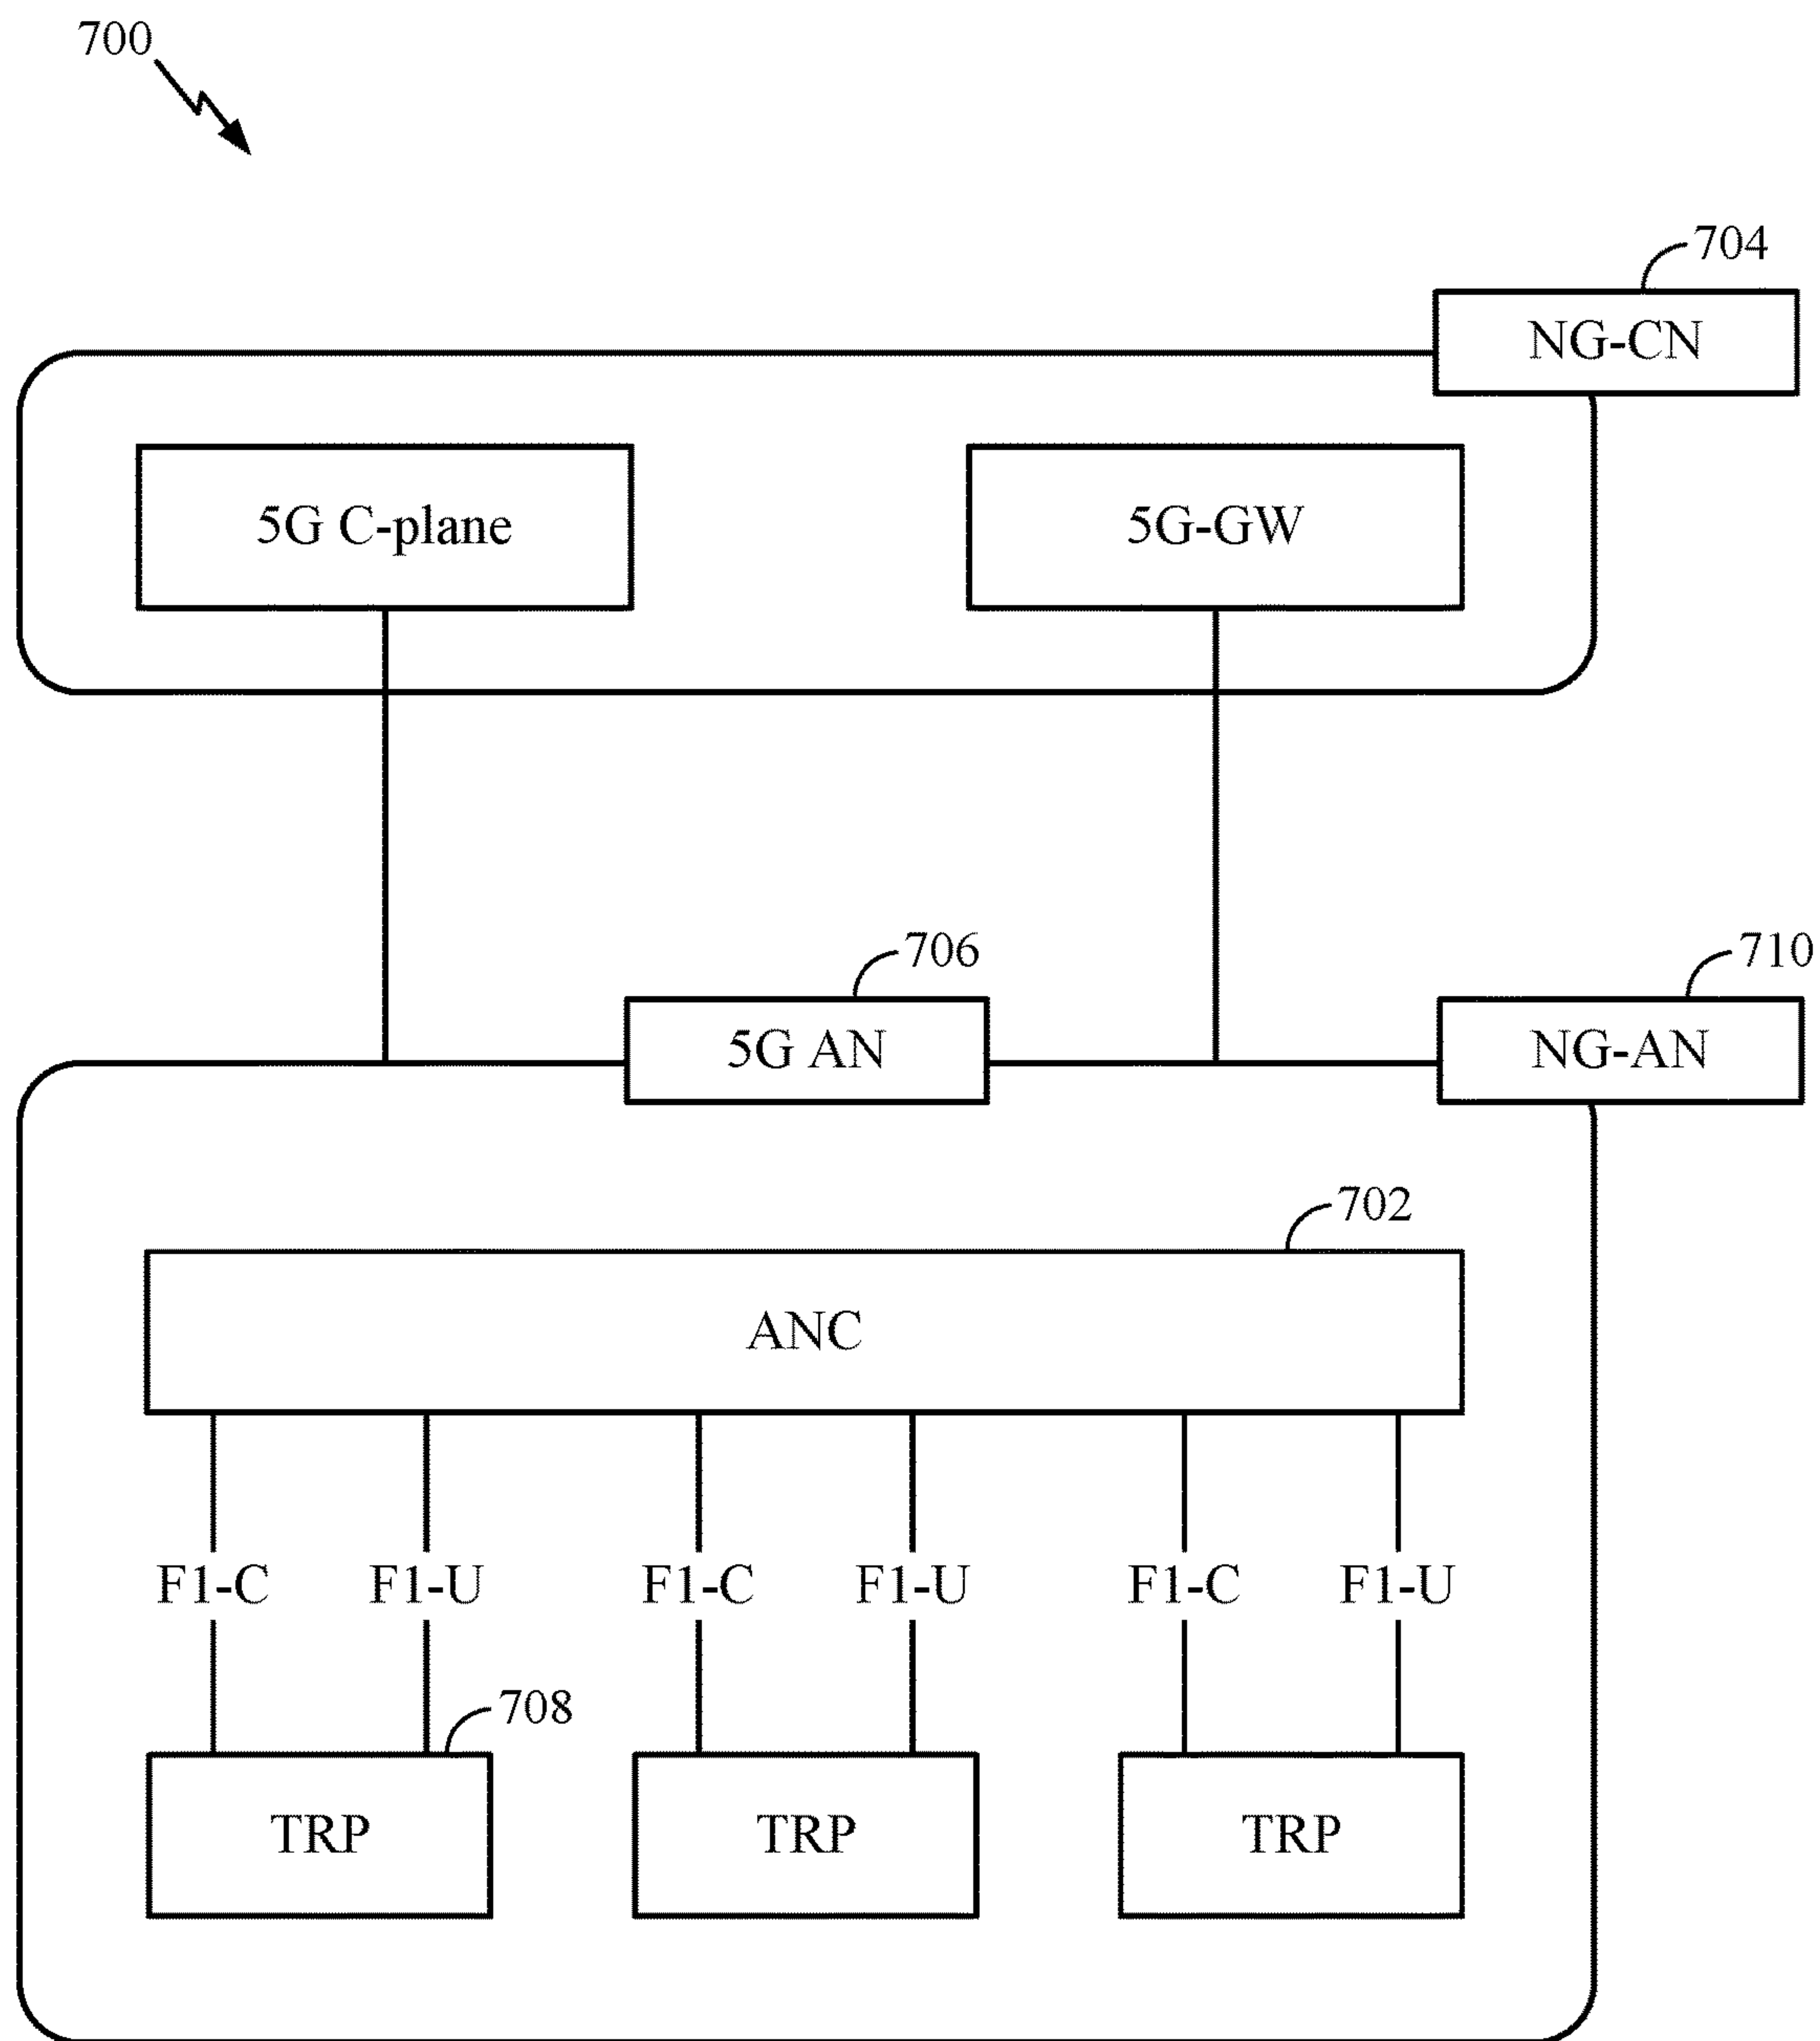 700
704
NG-CN
5G C-plane
5G-GW
706
710
5G AN
NG-AN
702
ANC
F1-C
F1-U
F1-C
F1-U
F1-C
F1-U
708
TRP
TRP
TRP